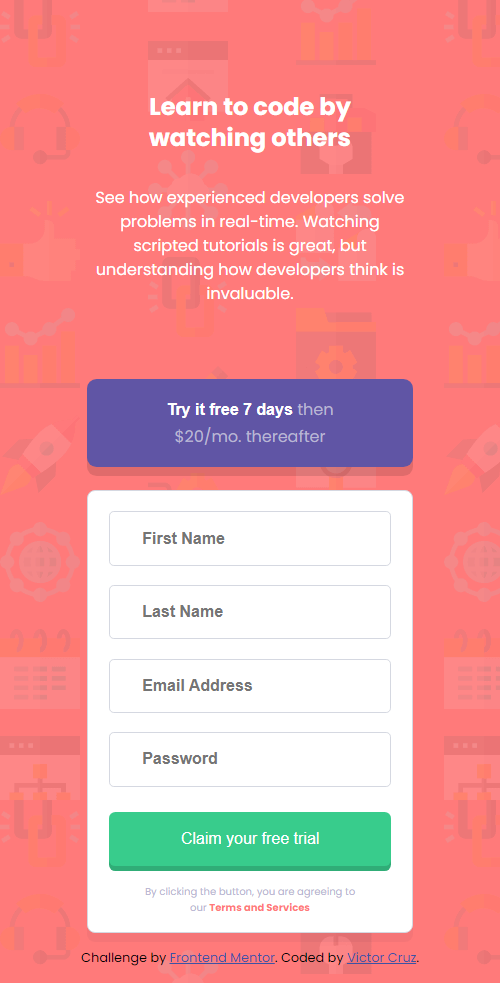 Learn to code by
watching others
See how experienced developers solve
problems in real-time. Watching
scripted tutorials is great, but
understanding how developers think is
invaluable.
Try it free 7 days then
$20/mo. thereafter
First Name
Last Name
Email Address
Password
Claim your free trial
By clicking the button, you are agreeing to
our Terms and Services
Challenge by Frontend Mentor. Coded by Victor Cruz.